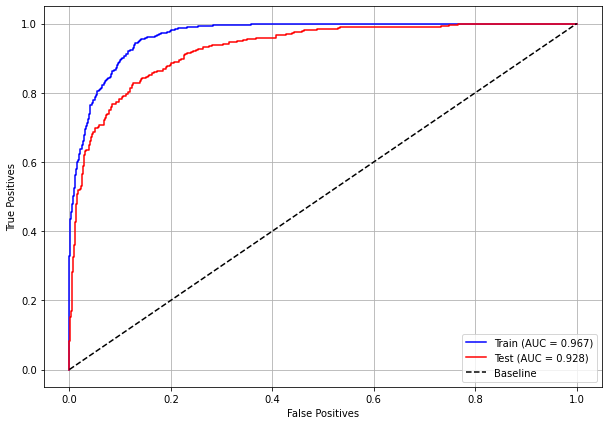 1.0
0.8
0.6
0.4
0.2
0.0
True Positives
Train (AUC = 0.967)
Test (AUC = 0.928)
Baseline
0.0 0.2 0.4 0.6 0.8 1.0
False Positives